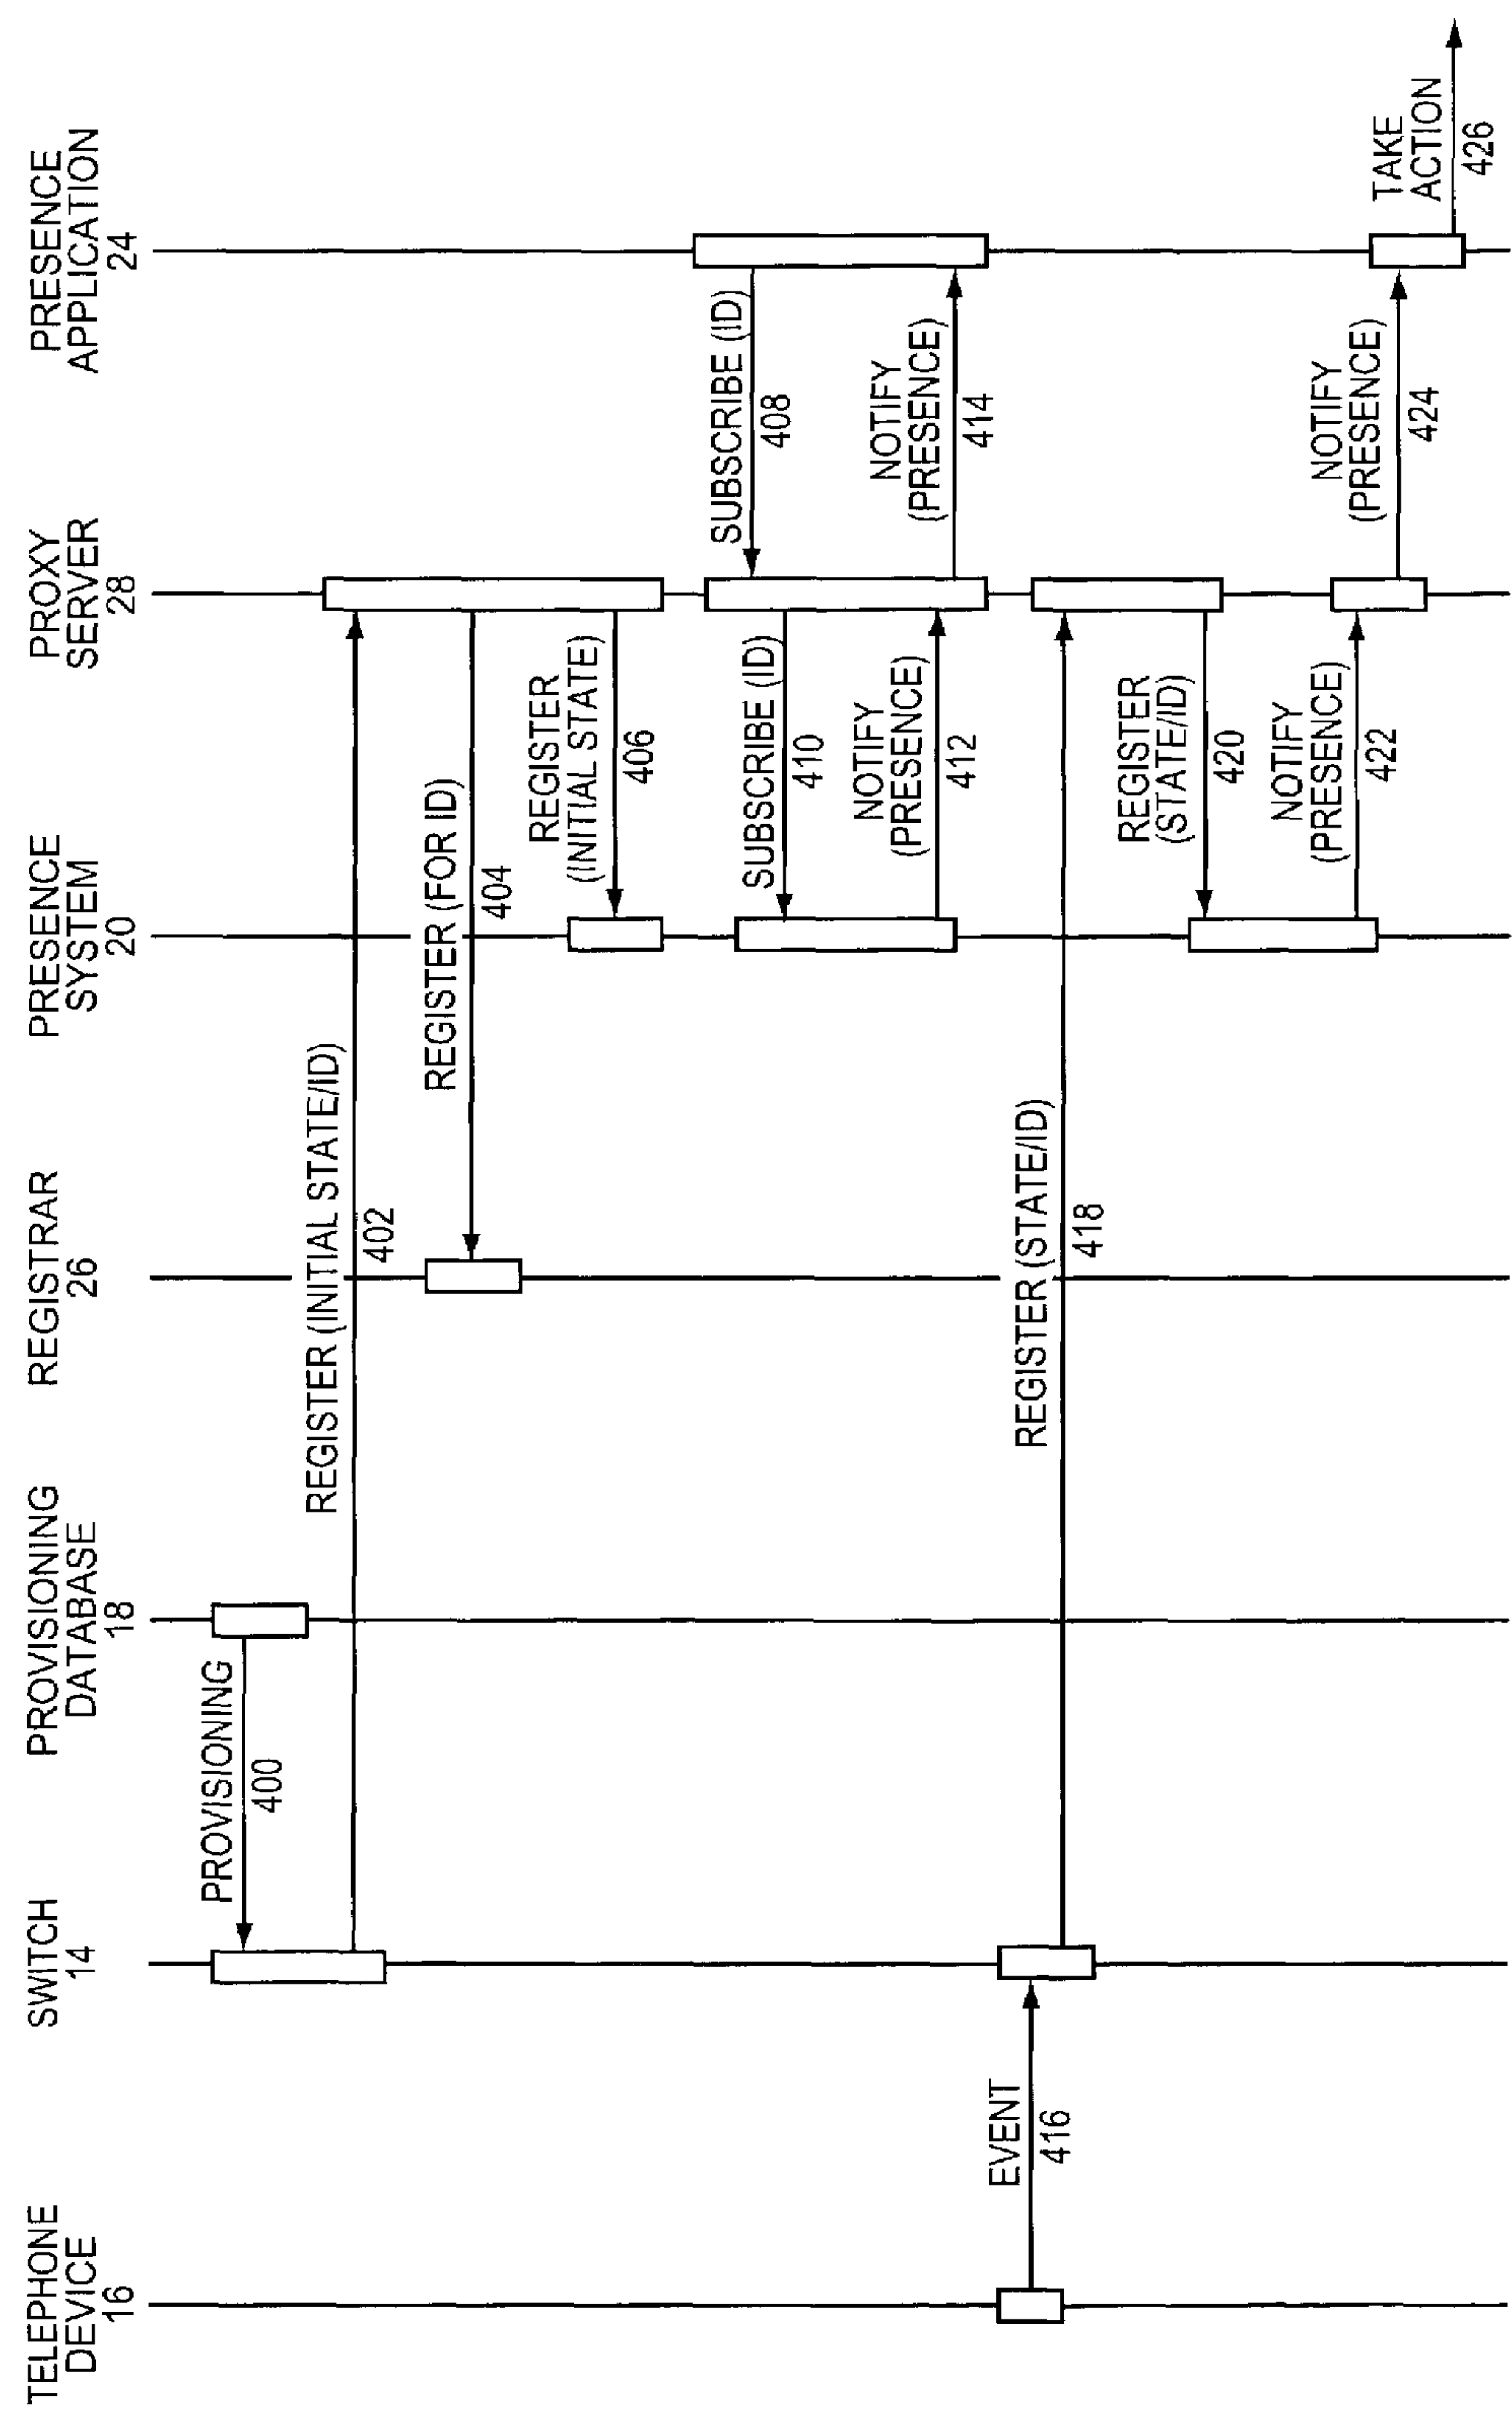 TELEPHONE
DEVICE
16
SWITCH
14
PROVISIONING
DATABASE
18
REGISTRAR
26
PRESENCE
SYSTEM
20
PROXY
SERVER
28
PRESENCE
APPLICATION
24
PROVISIONING
400
REGISTER (INITIAL STATE/ID)
402
REGISTER (FOR ID)
404
REGISTER
(INITIAL STATE)
406
SUBSCRIBE (ID)
408
SUBSCRIBE (ID)
410
NOTIFY
(PRESENCE)
412
NOTIFY
(PRESENCE)
414
EVENT
416
REGISTER (STATE/ID)
418
REGISTER
(STATE/ID)
420
NOTIFY
(PRESENCE)
422
NOTIFY
(PRESENCE)
424
TAKE
ACTION
426